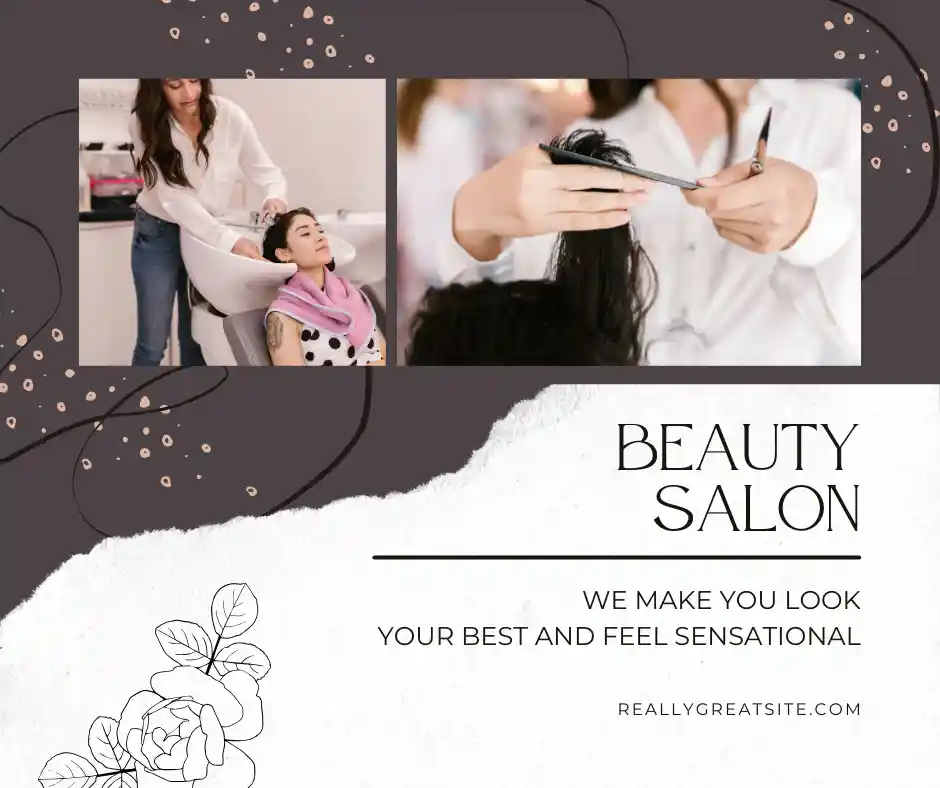 BEAUTY
SALON
WE MAKE YOU LOOK
YOUR BEST AND FEEL SENSATIONAL
REALLYGREATSITE.COM